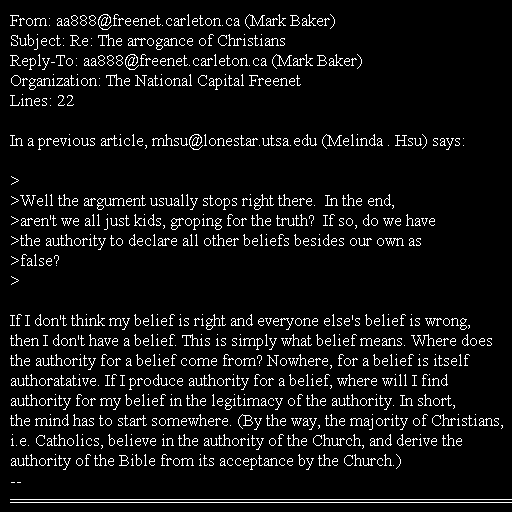 From: aa888@freenet.carleton.ca (Mark Baker)
Subject: Re: The arrogance of Christians
Reply-To: aa888@freenet.carleton.ca (Mark Baker)
Organization: The National Capital Freenet
Lines: 22

In a previous article, mhsu@lonestar.utsa.edu (Melinda . Hsu) says:

>
>Well the argument usually stops right there.  In the end,
>aren't we all just kids, groping for the truth?  If so, do we have
>the authority to declare all other beliefs besides our own as
>false?
>

If I don't think my belief is right and everyone else's belief is wrong,
then I don't have a belief. This is simply what belief means. Where does
the authority for a belief come from? Nowhere, for a belief is itself
authoratative. If I produce authority for a belief, where will I find
authority for my belief in the legitimacy of the authority. In short,
the mind has to start somewhere. (By the way, the majority of Christians,
i.e. Catholics, believe in the authority of the Church, and derive the
authority of the Bible from its acceptance by the Church.)
--
==============================================================